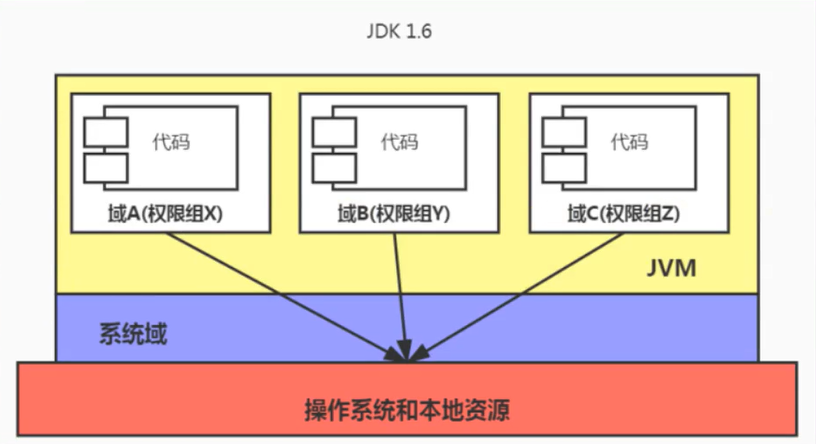 JDK 1.6
代码
代码
代码
域A(权限组X)
域B(权限组Y)
域C(权限组Z)
JVM
系统域
操作系统和本地资源